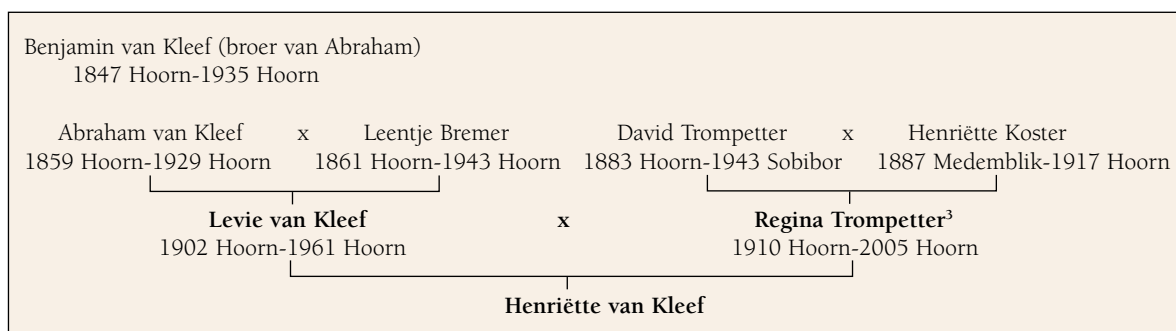 Benjamin van Kleef (broer van Abraham)
1847 Hoorn-1935 Hoorn
Abraham van Kleef x Leentje Bremer David Trompetter x Henriëtte Koster
1859 Hoorn-1929 Hoorn 1861 Hoorn-1943 Hoorn 1883 Hoorn-1943 Sobibor 1887 Medemblik-1917 Hoorn
Levie van Kleef x Regina Trompetter³
1902 Hoorn-1961 Hoorn 1910 Hoorn-2005 Hoorn
Henriëtte van Kleef